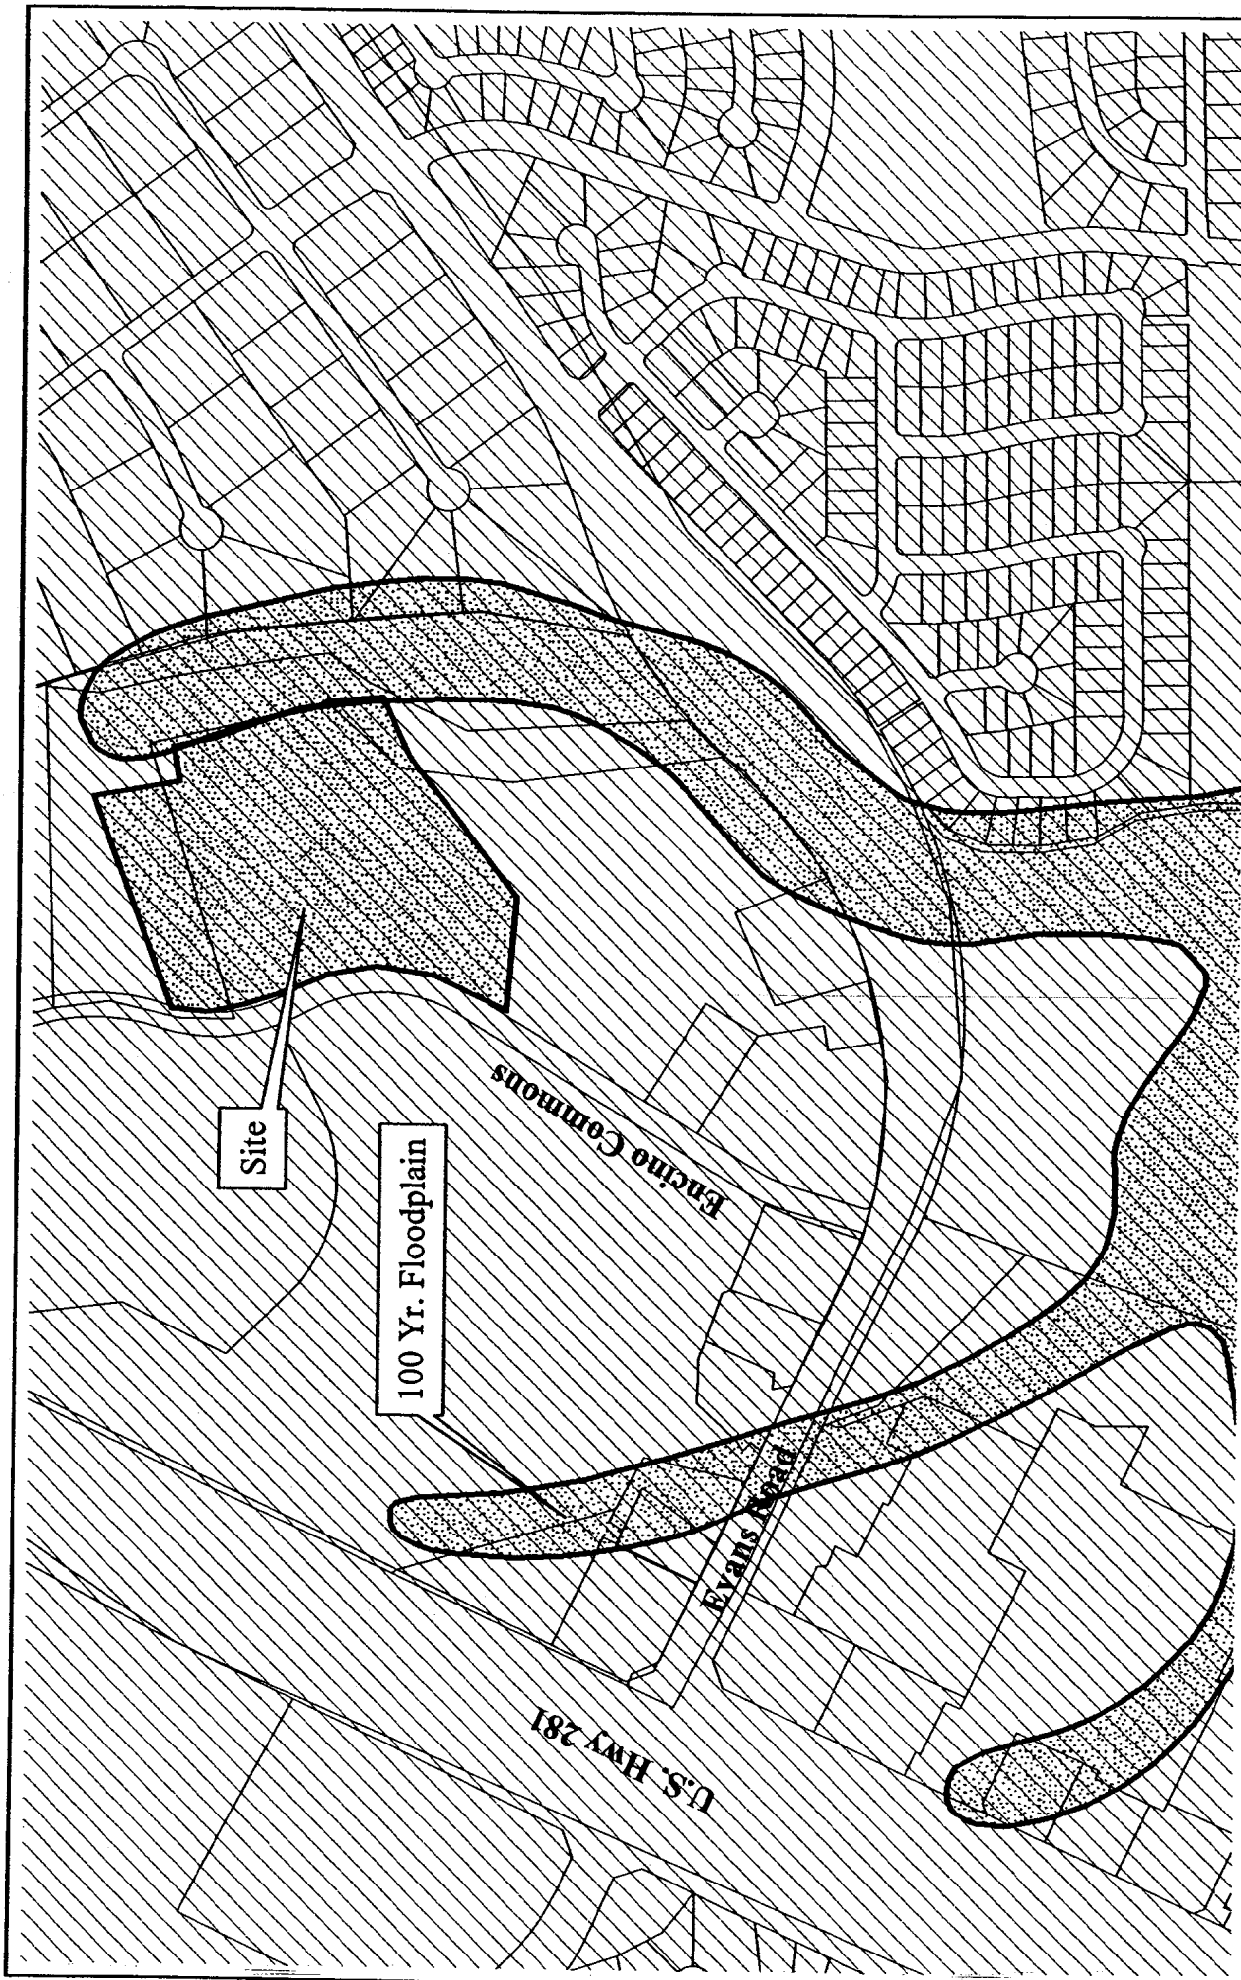 Site
100 Yr. Floodplain
Encino Commons
Evans Road
U.S. Hwy 281